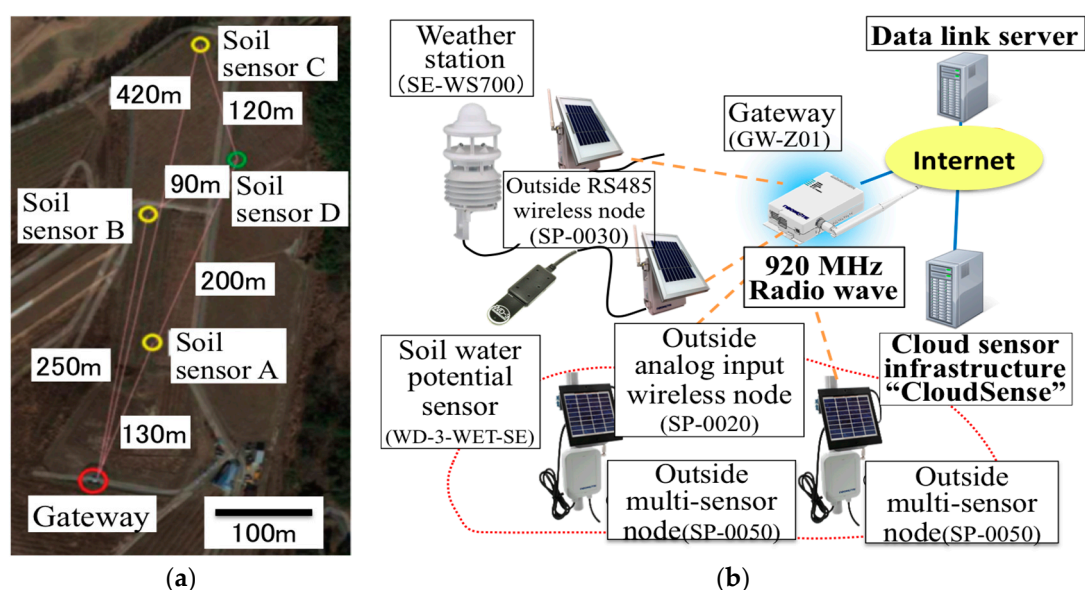 Soil
sensor C
420m
120m
90m
Soil
sensor B
Soil
sensor D
200m
Soil
sensor A
250m
130m
Gateway
100m
(a)
Weather
station
(SE-WS700)
Data link server
Gateway
(GW-Z01)
Internet
Outside RS485
wireless node
(SP-0030)
920 MHz
Radio wave
Soil water
potential
sensor
(WD-3-WET-SE)
Outside
analog input
wireless node
(SP-0020)
Cloud sensor
infrastructure
“CloudSense”
Outside
multi-sensor
node(SP-0050)
Outside
multi-sensor
node(SP-0050)
(b)